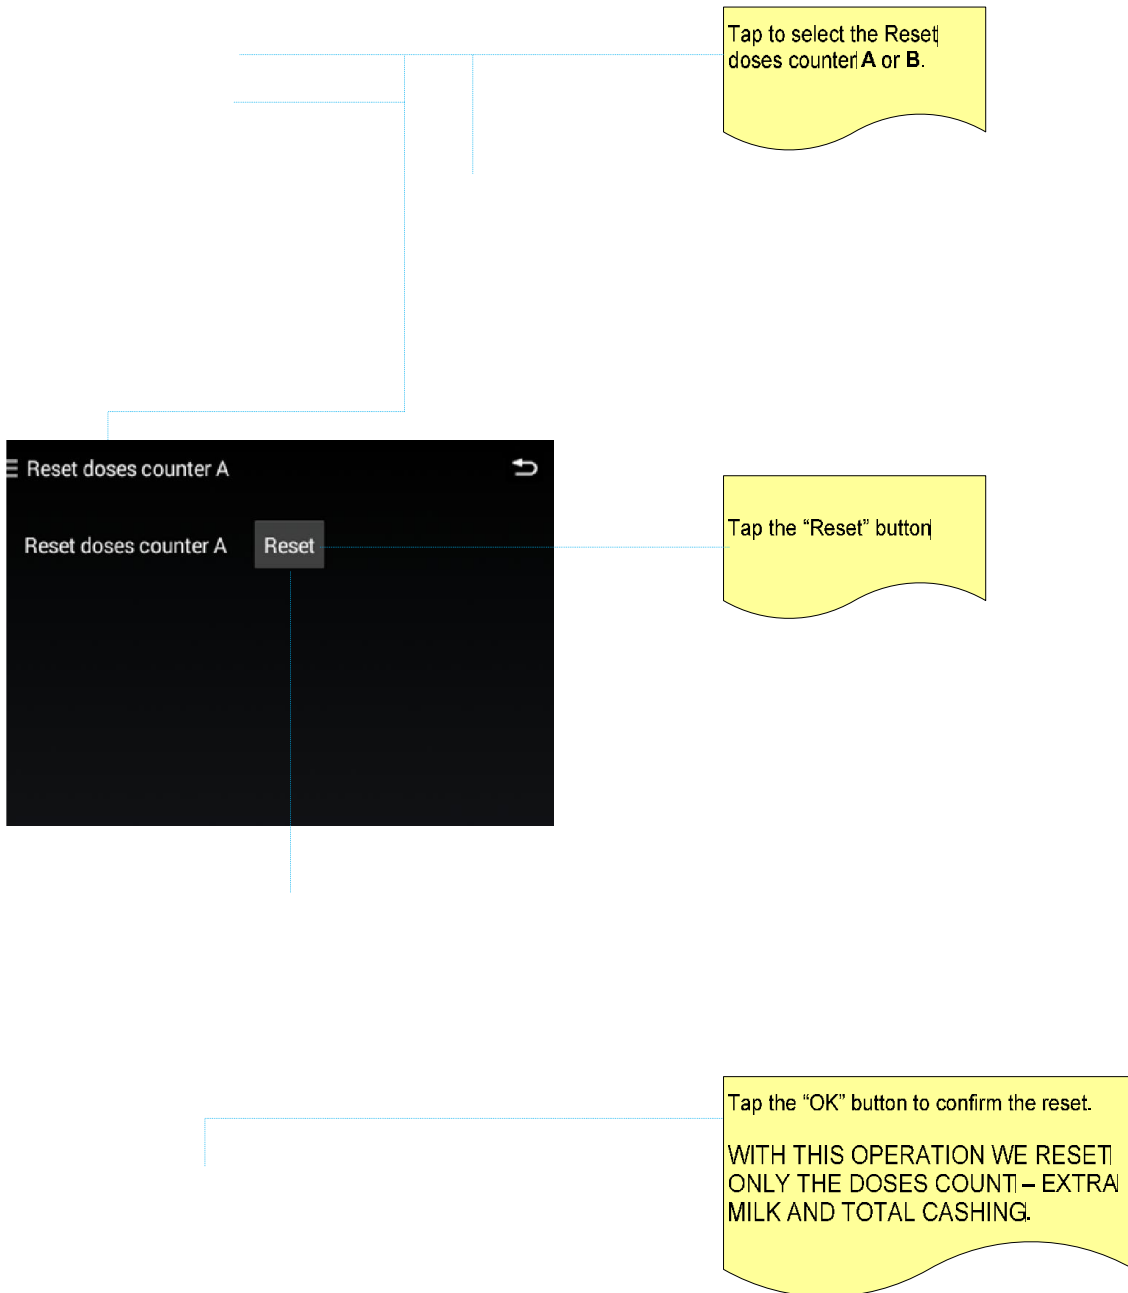 Tap to select the Reset
doses counter A or B.
Reset doses counter A
Reset doses counter A Reset
Tap the “Reset” button
Tap the “OK” button to confirm the reset.
WITH THIS OPERATION WE RESET
ONLY THE DOSES COUNT – EXTRA
MILK AND TOTAL CASHING.